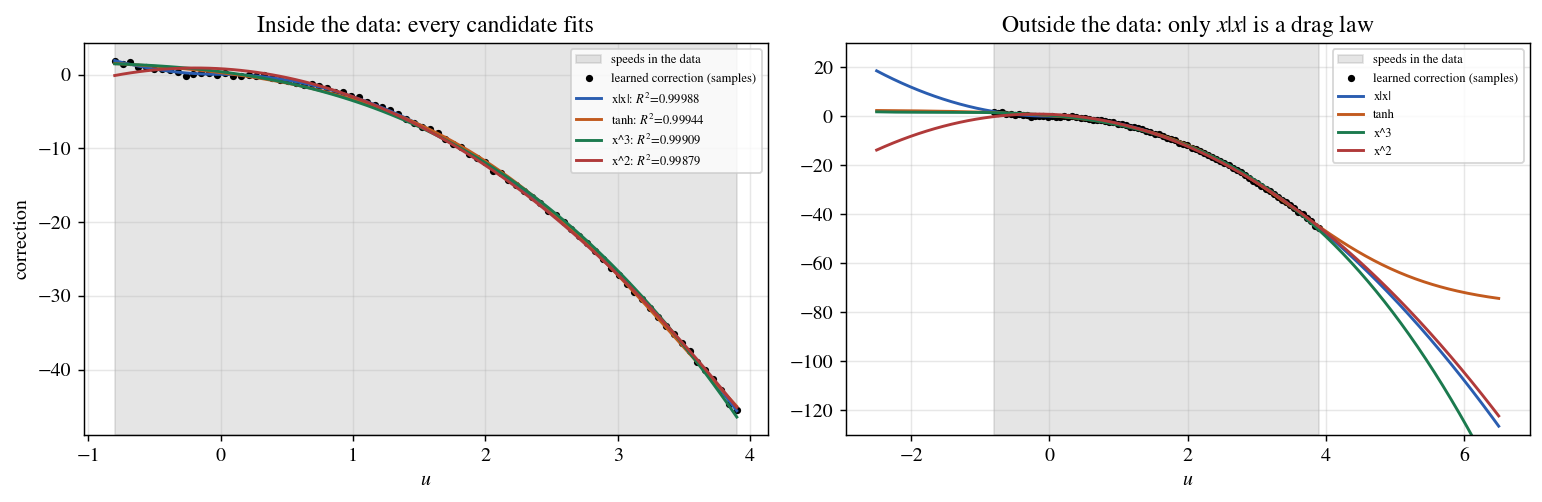 Inside the data: every candidate fits
speeds in the data
learned correction (samples)
x|x|: R²=0.99988
tanh: R²=0.99944
x^3: R²=0.99909
x^2: R²=0.99879
correction
0
−10
−20
−30
−40
−1
0
1
2
3
4
u
Outside the data: only x|x| is a drag law
speeds in the data
learned correction (samples)
x|x|
tanh
x^3
x^2
20
0
−20
−40
−60
−80
−100
−120
−2
0
2
4
6
u